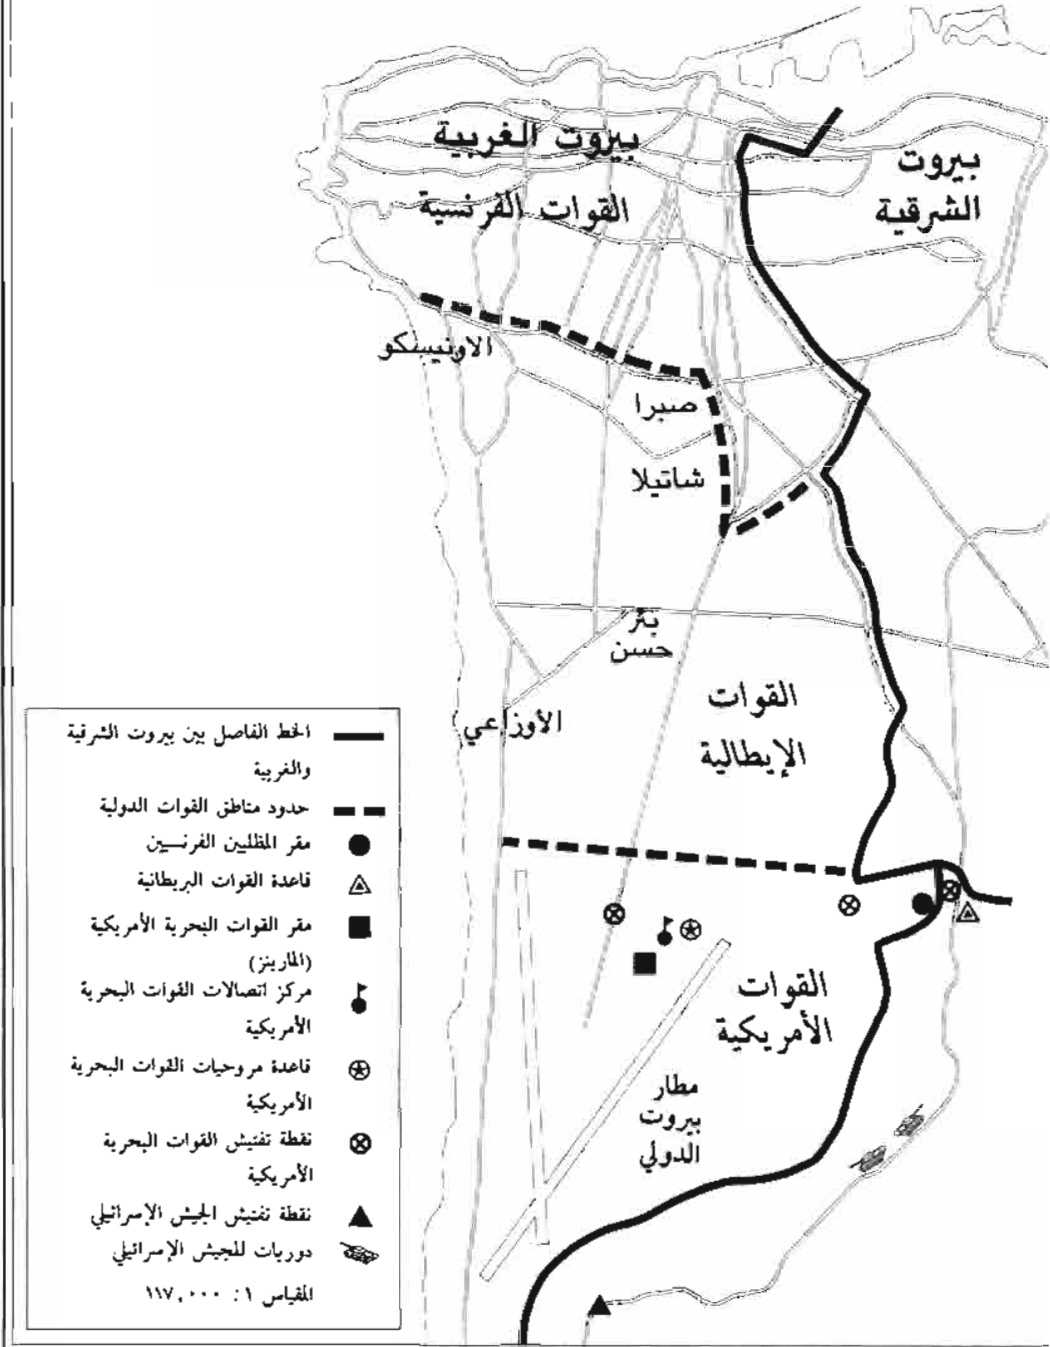 بيروت الغربية
بيروت
الشرقية
القوات الفرنسية
الاونيسكو
صبرا
شاتيلا
بئر
حسن
القوات
الإيطالية
الأوزاعي
القوات
الأمريكية
مطار
بيروت
الدولي
الخط الفاصل بين بيروت الشرقية
والغربية
حدود مناطق القوات الدولية
مقر المظليين الفرنسيين
قاعدة القوات البريطانية
مقر القوات البحرية الأمريكية
(المارينز)
مركز اتصالات القوات البحرية
الأمريكية
قاعدة مروحيات القوات البحرية
الأمريكية
نقطة تفتيش القوات البحرية
الأمريكية
نقطة تفتيش الجيش الإسرائيلي
دوريات للجيش الإسرائيلي
المقياس ١ : ١١٧,٠٠٠